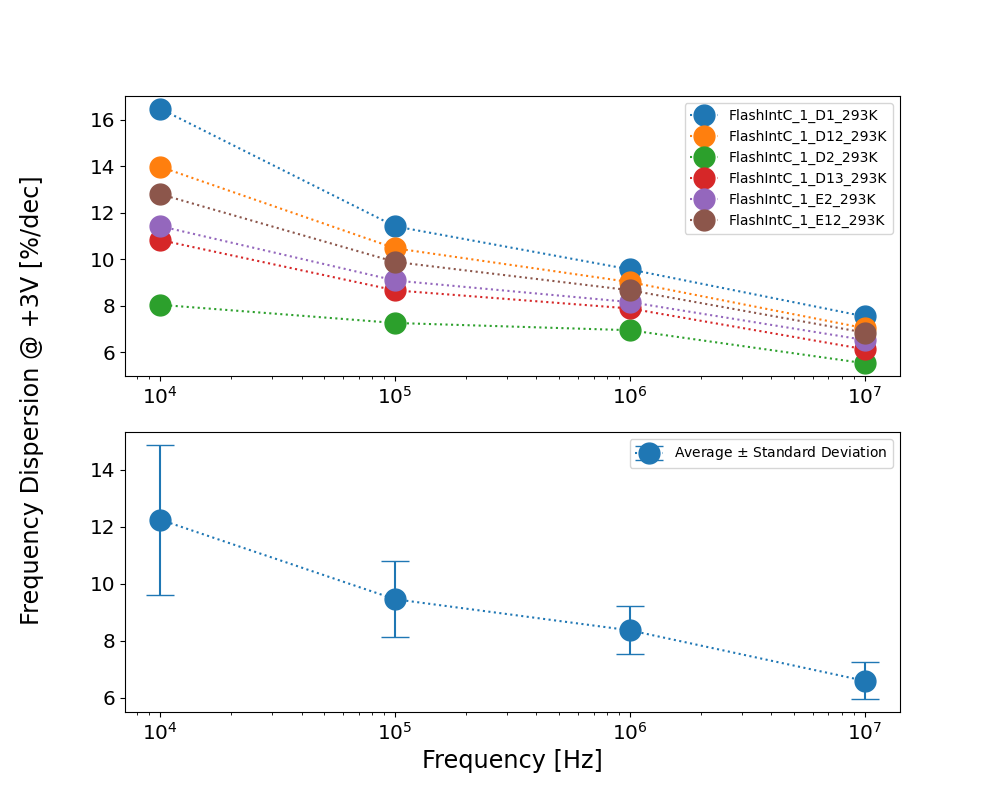 Frequency Dispersion @ +3V [%/dec]
16
14
12
10
8
6
10⁴ 10⁵ 10⁶ 10⁷
FlashIntC_1_D1_293K
FlashIntC_1_D12_293K
FlashIntC_1_D2_293K
FlashIntC_1_D13_293K
FlashIntC_1_E2_293K
FlashIntC_1_E12_293K
14
12
10
8
6
10⁴ 10⁵ 10⁶ 10⁷
Average ± Standard Deviation
Frequency [Hz]